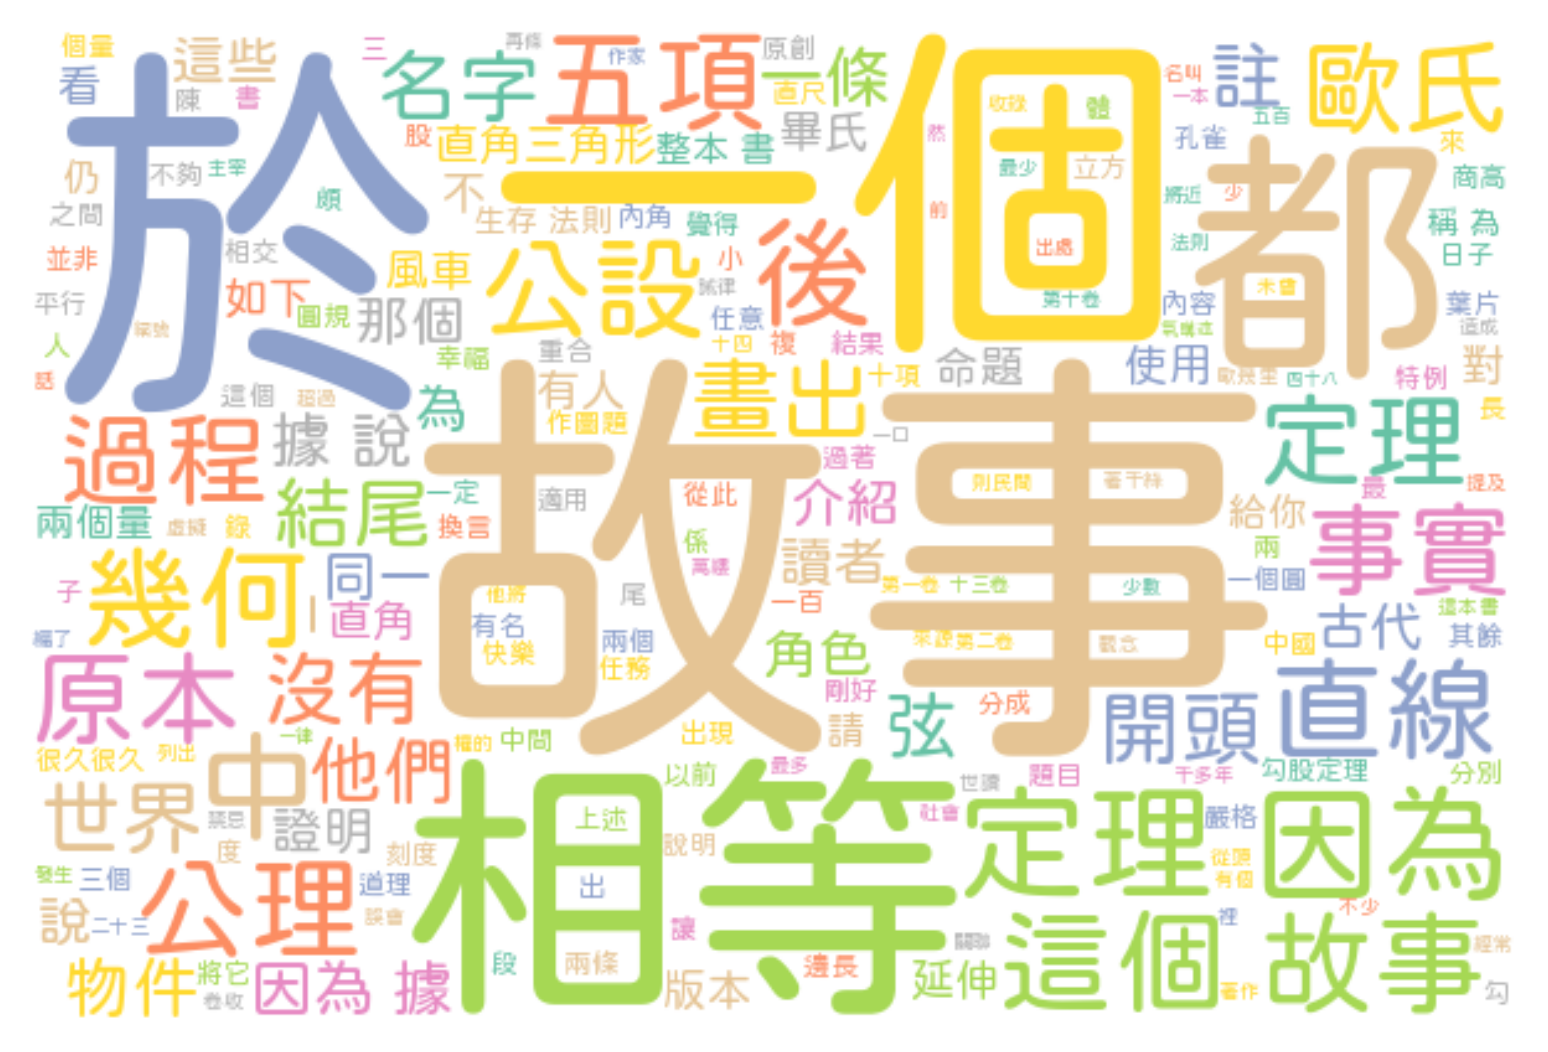 個量
這些
三
名字
再條
五項
作家
原創
一條
名叫
註
歐氏
看
陳
書
直尺
一本
五百
於
股
直角三角形
整本 書
畢氏
個
收錄
體
然
孔雀
來
都
仍
不夠
主宰
頗
不
一
最少
立方
將近
少
商高
之間
生存 法則
內角
覺得
前
稱 為
並非
相交
風車
公設
小
後
出處
法則
日子
平行
如下
圓規
那個
任意
第十卷
內容
未曾
葉片
造成
人
幸福
重合
十四
複
結果
命題
使用
歐幾里
四十八
特例
對
話
這個
超過
為
有人
作圖題
畫出
十項
一口
定理
長
過程
據 說
故事
過著
則民間
著千絲
最
提及
兩個量
虛擬
錄
結尾
一定
換言
適用
從此
介紹
給你
事實
係
萬縷
讀者
兩
子
幾何
同一
直角
他將
尾
一百
第一卷
十三卷
少數
一個圓
這本書
編了
有名
快樂
兩個
任務
角色
來談
第二卷
觀念
中國
古代
其餘
原本
沒有
剛好
弦
分成
開頭
直線
很久很久
列出
一律
中
他們
權的
中間
出現
請
以前
最多
世讀
題目
千多年
勾股定理
分別
世界
禁忌
證明
相等
上述
說明
社會
定理
嚴格
因為
度
刻度
從頭
有個
發生
三個
公理
道理
出
說
二十三
誤會
讓
裡
不少
物件
將它
卷收
因為 據
段
兩條
版本
邊長
關聯
延伸
這個
著作
故事
經常
勾